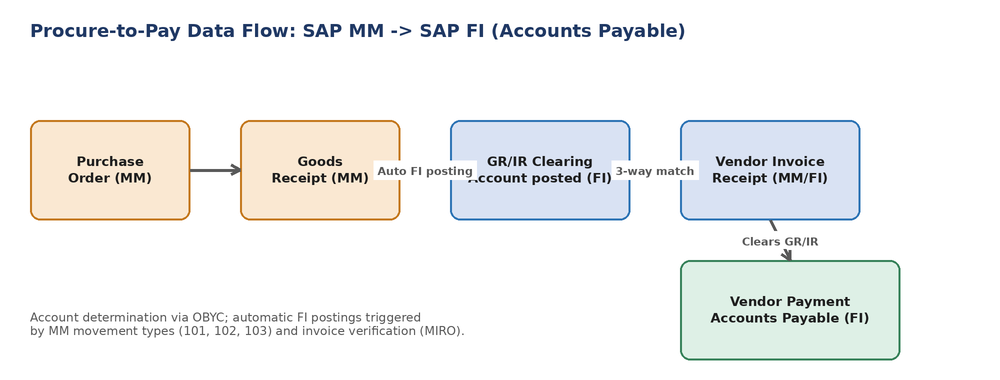 Procure-to-Pay Data Flow: SAP MM -> SAP FI (Accounts Payable)
Purchase
Order (MM)
Goods
Receipt (MM)
Auto FI posting
GR/IR Clearing
Account posted (FI)
3-way match
Vendor Invoice
Receipt (MM/FI)
Clears GR/IR
Vendor Payment
Accounts Payable (FI)
Account determination via OBYC; automatic FI postings triggered
by MM movement types (101, 102, 103) and invoice verification (MIRO).